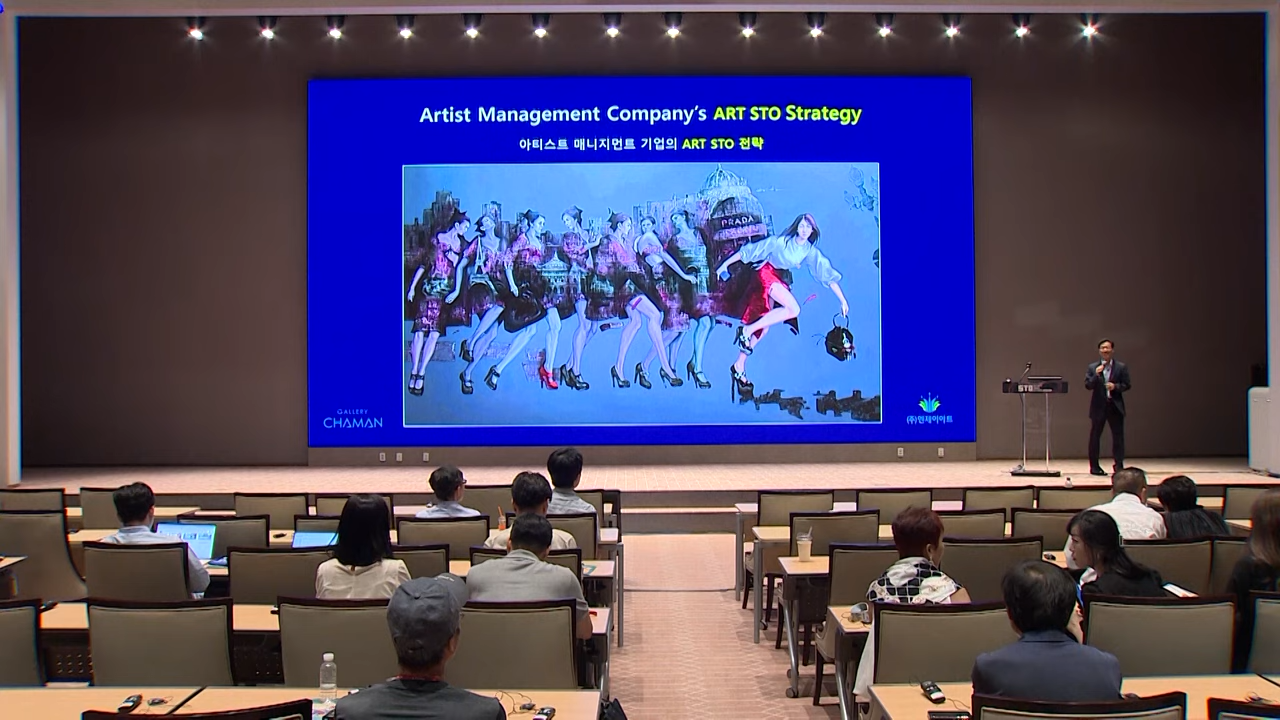 Artist Management Company's ART STO Strategy
아티스트 매니지먼트 기업의 ART STO 전략
PRADA
GALLERY
CHAMAN
STO